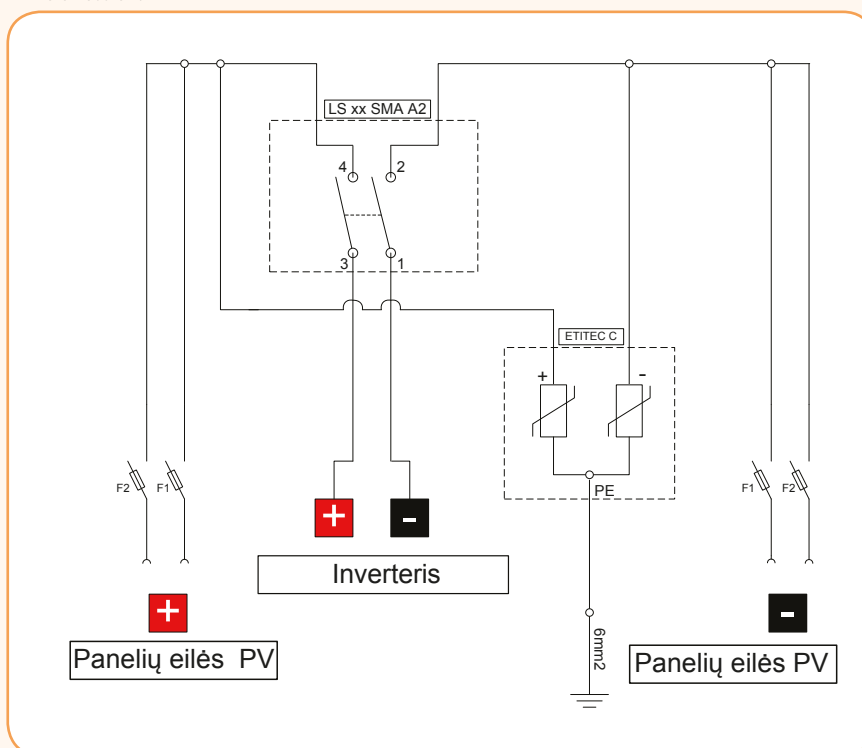 LS xx SMA A2
4 2
3 1
ETITEC C
+ -
F2 F1
F1 F2
PE
+ -
Inverteris
6mm2
+
-
Panelių eilės PV
Panelių eilės PV